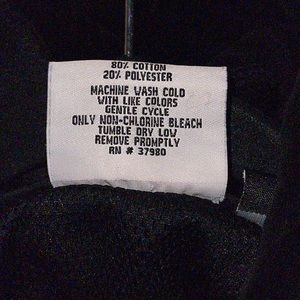 80% COTTON
20% POLYESTER
MACHINE WASH COLD
WITH LIKE COLORS
GENTLE CYCLE
ONLY NON-CHLORINE BLEACH
TUMBLE DRY LOW
REMOVE PROMPTLY
RN # 37980